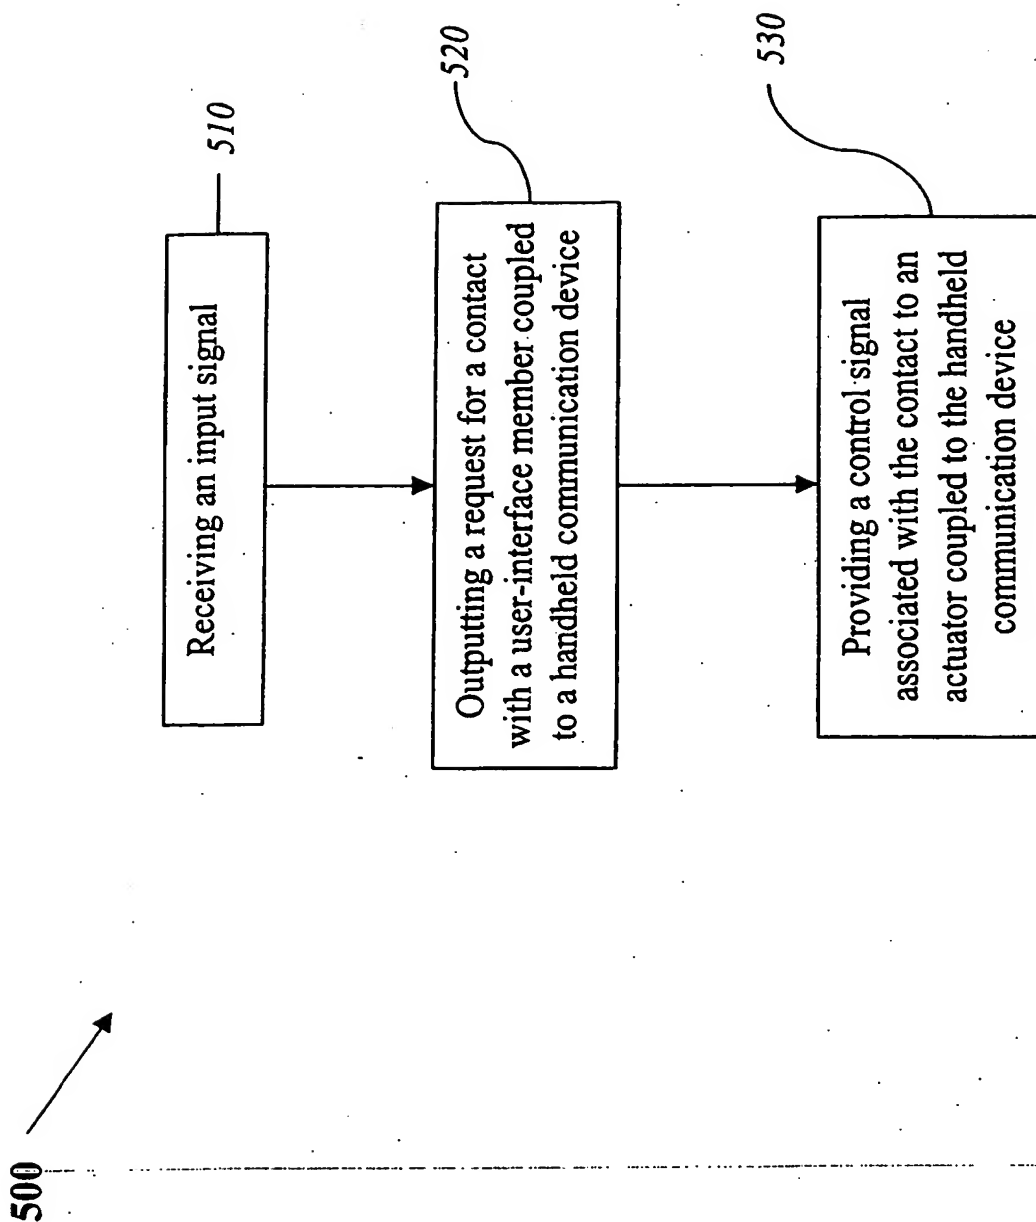 500
510
Receiving an input signal
520
Outputting a request for a contact
with a user-interface member coupled
to a handheld communication device
530
Providing a control signal
associated with the contact to an
actuator coupled to the handheld
communication device